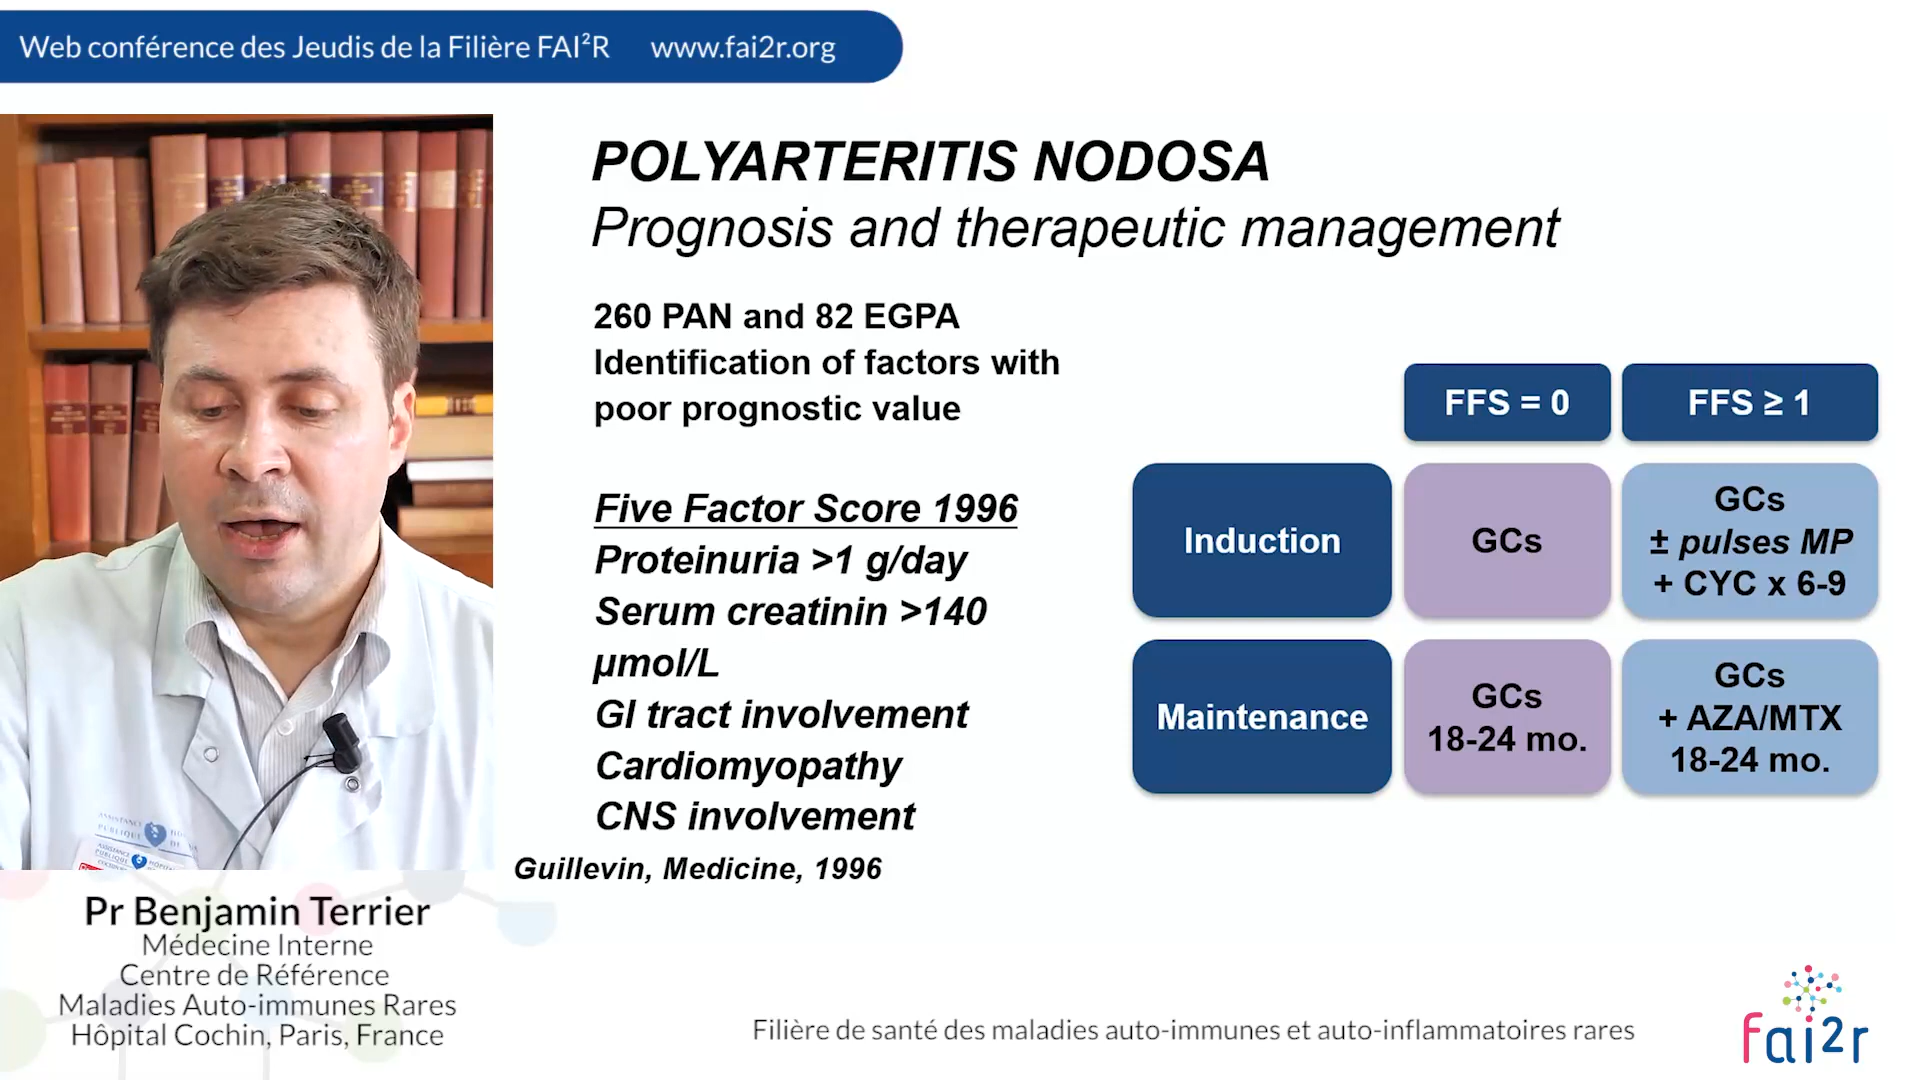 Web conférence des Jeudis de la Filière FAI²R www.fai2r.org
POLYARTERITIS NODOSA
Prognosis and therapeutic management
260 PAN and 82 EGPA
Identification of factors with
poor prognostic value
Five Factor Score 1996
Proteinuria >1 g/day
Serum creatinin >140
µmol/L
GI tract involvement
Cardiomyopathy
CNS involvement
Guillevin, Medicine, 1996
FFS = 0
FFS ≥ 1
Induction
GCs
GCs
± pulses MP
+ CYC x 6-9
Maintenance
GCs
18-24 mo.
GCs
+ AZA/MTX
18-24 mo.
ASSISTANCE
PUBLIQUE
ASSISTANCE
PUBLIQUE
HÔPITAUX
Pr Benjamin Terrier
Médecine Interne
Centre de Référence
Maladies Auto-immunes Rares
Hôpital Cochin, Paris, France
Filière de santé des maladies auto-immunes et auto-inflammatoires rares
fai2r